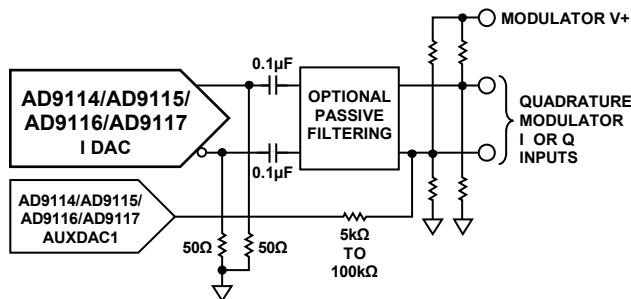 MODULATOR V+
0.1µF
AD9114/AD9115/
AD9116/AD9117
I DAC
OPTIONAL
PASSIVE
FILTERING
QUADRATURE
MODULATOR
I OR Q
INPUTS
0.1µF
AD9114/AD9115/
AD9116/AD9117
AUXDAC1
50Ω
50Ω
5kΩ
TO
100kΩ